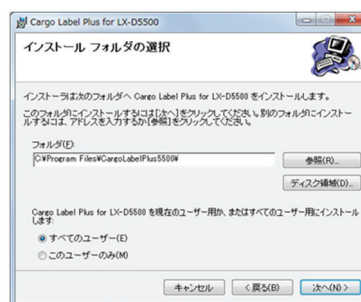 Cargo Label Plus for LX-D5500
インストール フォルダの選択
インストーラは次のフォルダへ Cargo Label Plus for LX-D5500 をインストールします。
このフォルダにインストールするには[次へ]をクリックしてください。別のフォルダにインストー
ルするには、アドレスを入力するか[参照]をクリックしてください。
フォルダ(F):
C:¥Program Files¥CargoLabelPlus5500¥
参照(R)...
ディスク領域(D)...
Cargo Label Plus for LX-D5500 を現在のユーザー用か、またはすべてのユーザー用にインストール
します:
すべてのユーザー(E)
このユーザーのみ(M)
キャンセル
< 戻る(B)
次へ(N) >